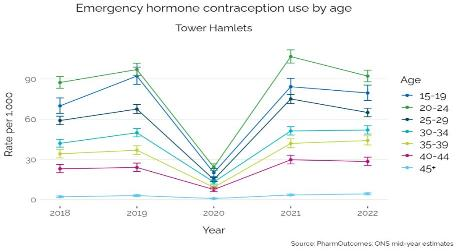 Emergency hormone contraception use by age
Tower Hamlets
Rate per 1,000
90
60
30
0
2018 2019 2020 2021 2022
Year
Age
15-19
20-24
25-29
30-34
35-39
40-44
45+
Source: PharmOutcomes; ONS mid-year estimates